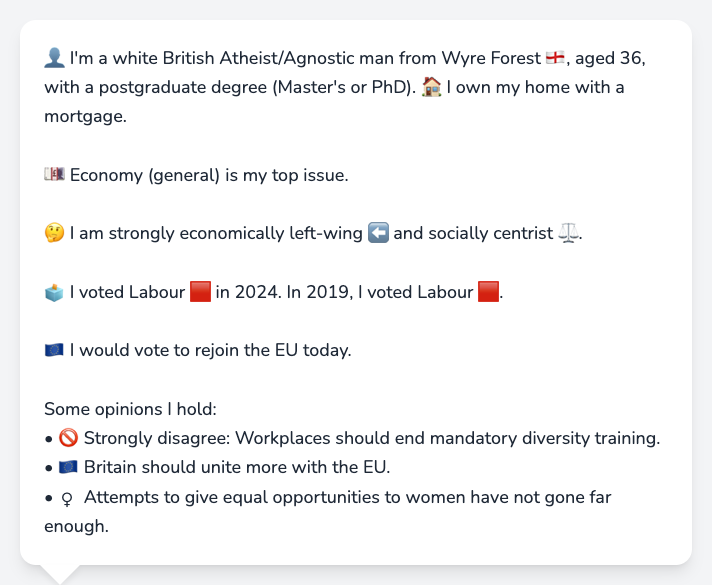 👤 I'm a white British Atheist/Agnostic man from Wyre Forest 🏴󠁧󠁢󠁥󠁮󠁧󠁿, aged 36,
with a postgraduate degree (Master's or PhD). 🏠 I own my home with a
mortgage.
💷 Economy (general) is my top issue.
🤔 I am strongly economically left-wing ⬅️ and socially centrist ⚖️.
🗳️ I voted Labour 🟥 in 2024. In 2019, I voted Labour 🟥.
🇪🇺 I would vote to rejoin the EU today.
Some opinions I hold:
• 🚫 Strongly disagree: Workplaces should end mandatory diversity training.
• 🇪🇺 Britain should unite more with the EU.
• ♀ Attempts to give equal opportunities to women have not gone far
enough.